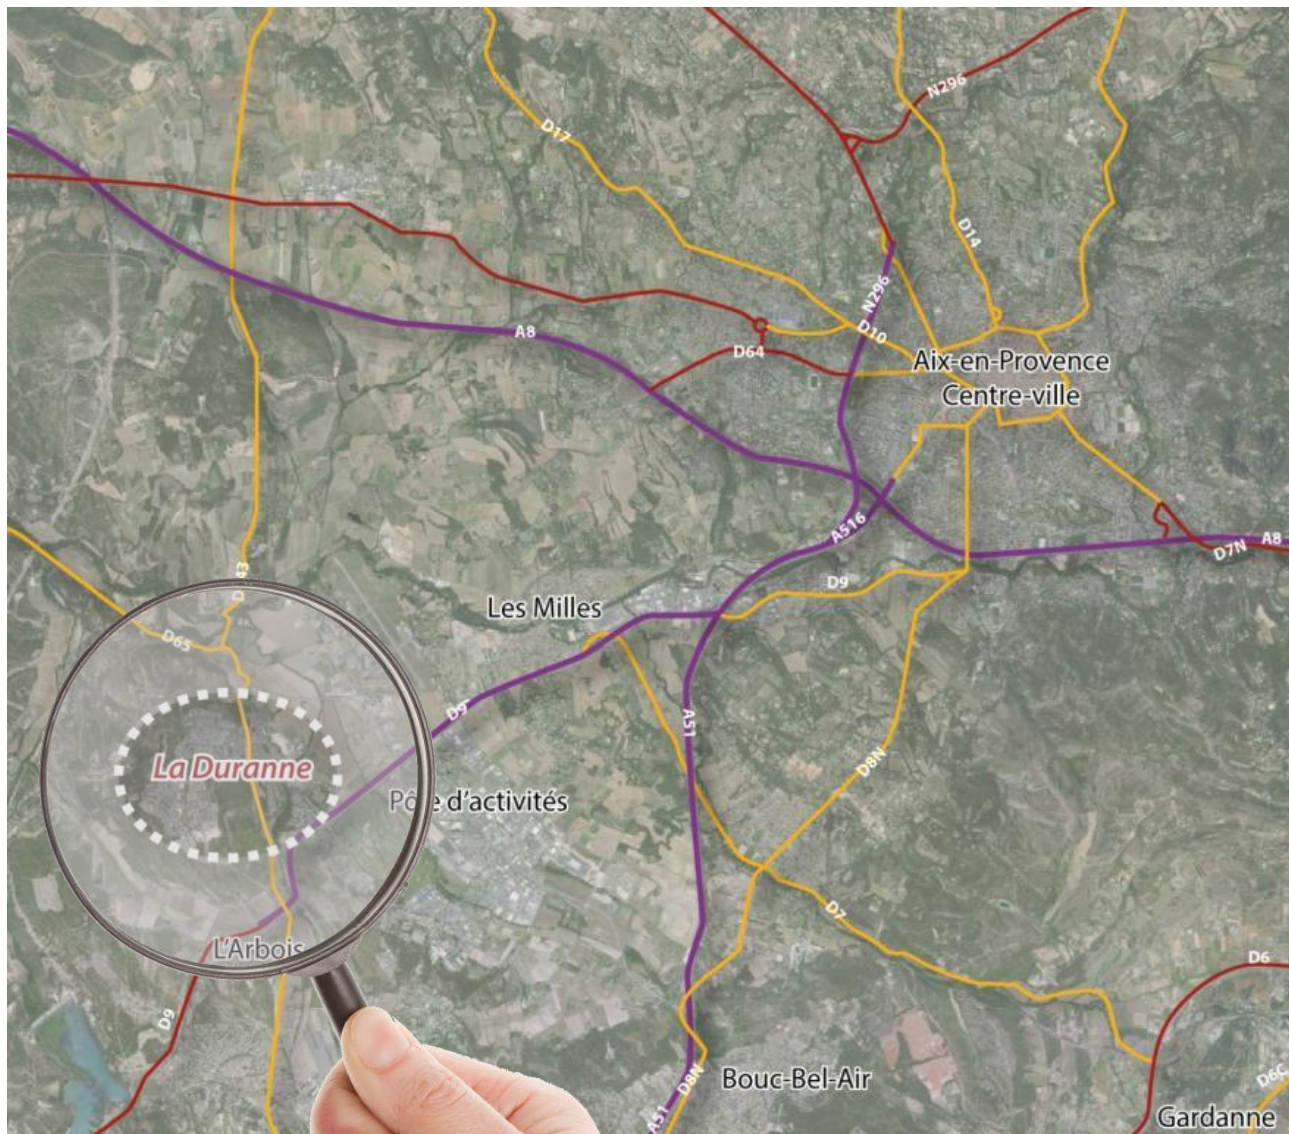 N296
D17
D14
N296
D10
A8
D64
Aix-en-Provence
Centre-ville
A516
A8
D7N
D9
D43
Les Milles
D65
D9
A51
La Duranne
D8N
Pôle d'activités
D7
L'Arbois
D6
D9
D8N
Bouc-Bel-Air
D6C
A51
Gardanne